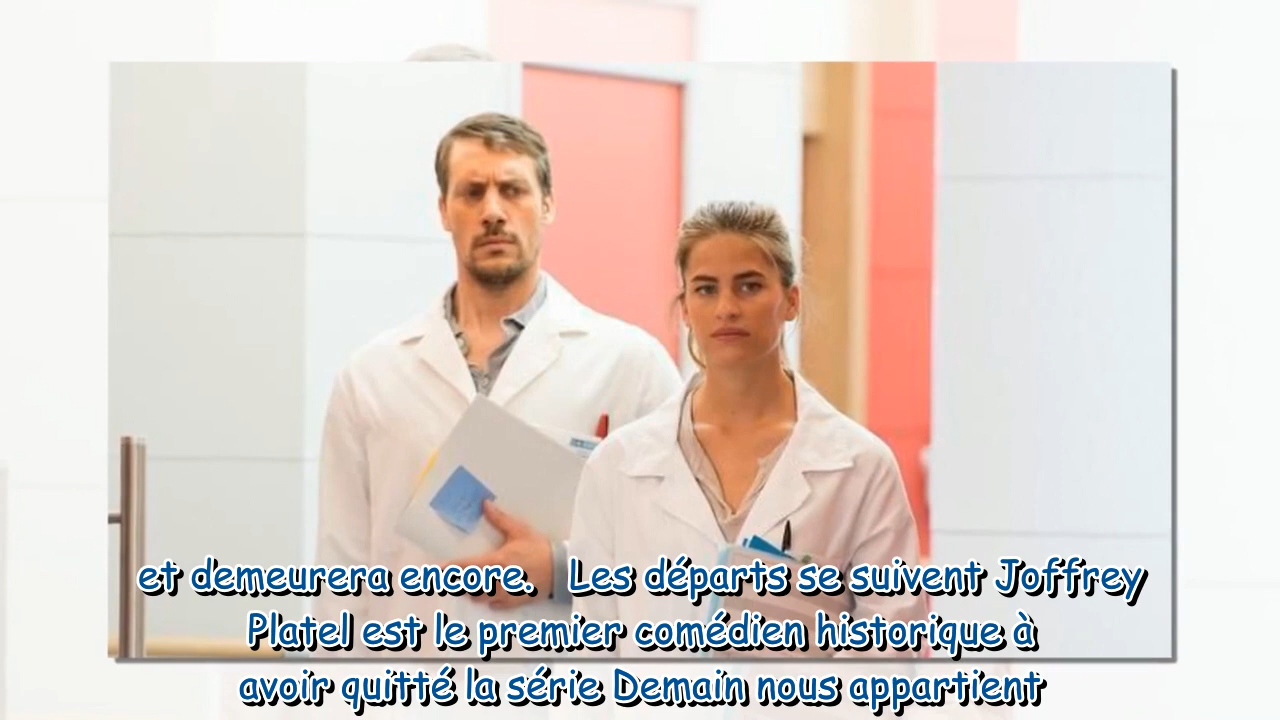 et demeurera encore. Les départs se suivent Joffrey
Platel est le premier comédien historique à
avoir quitté la série Demain nous appartient